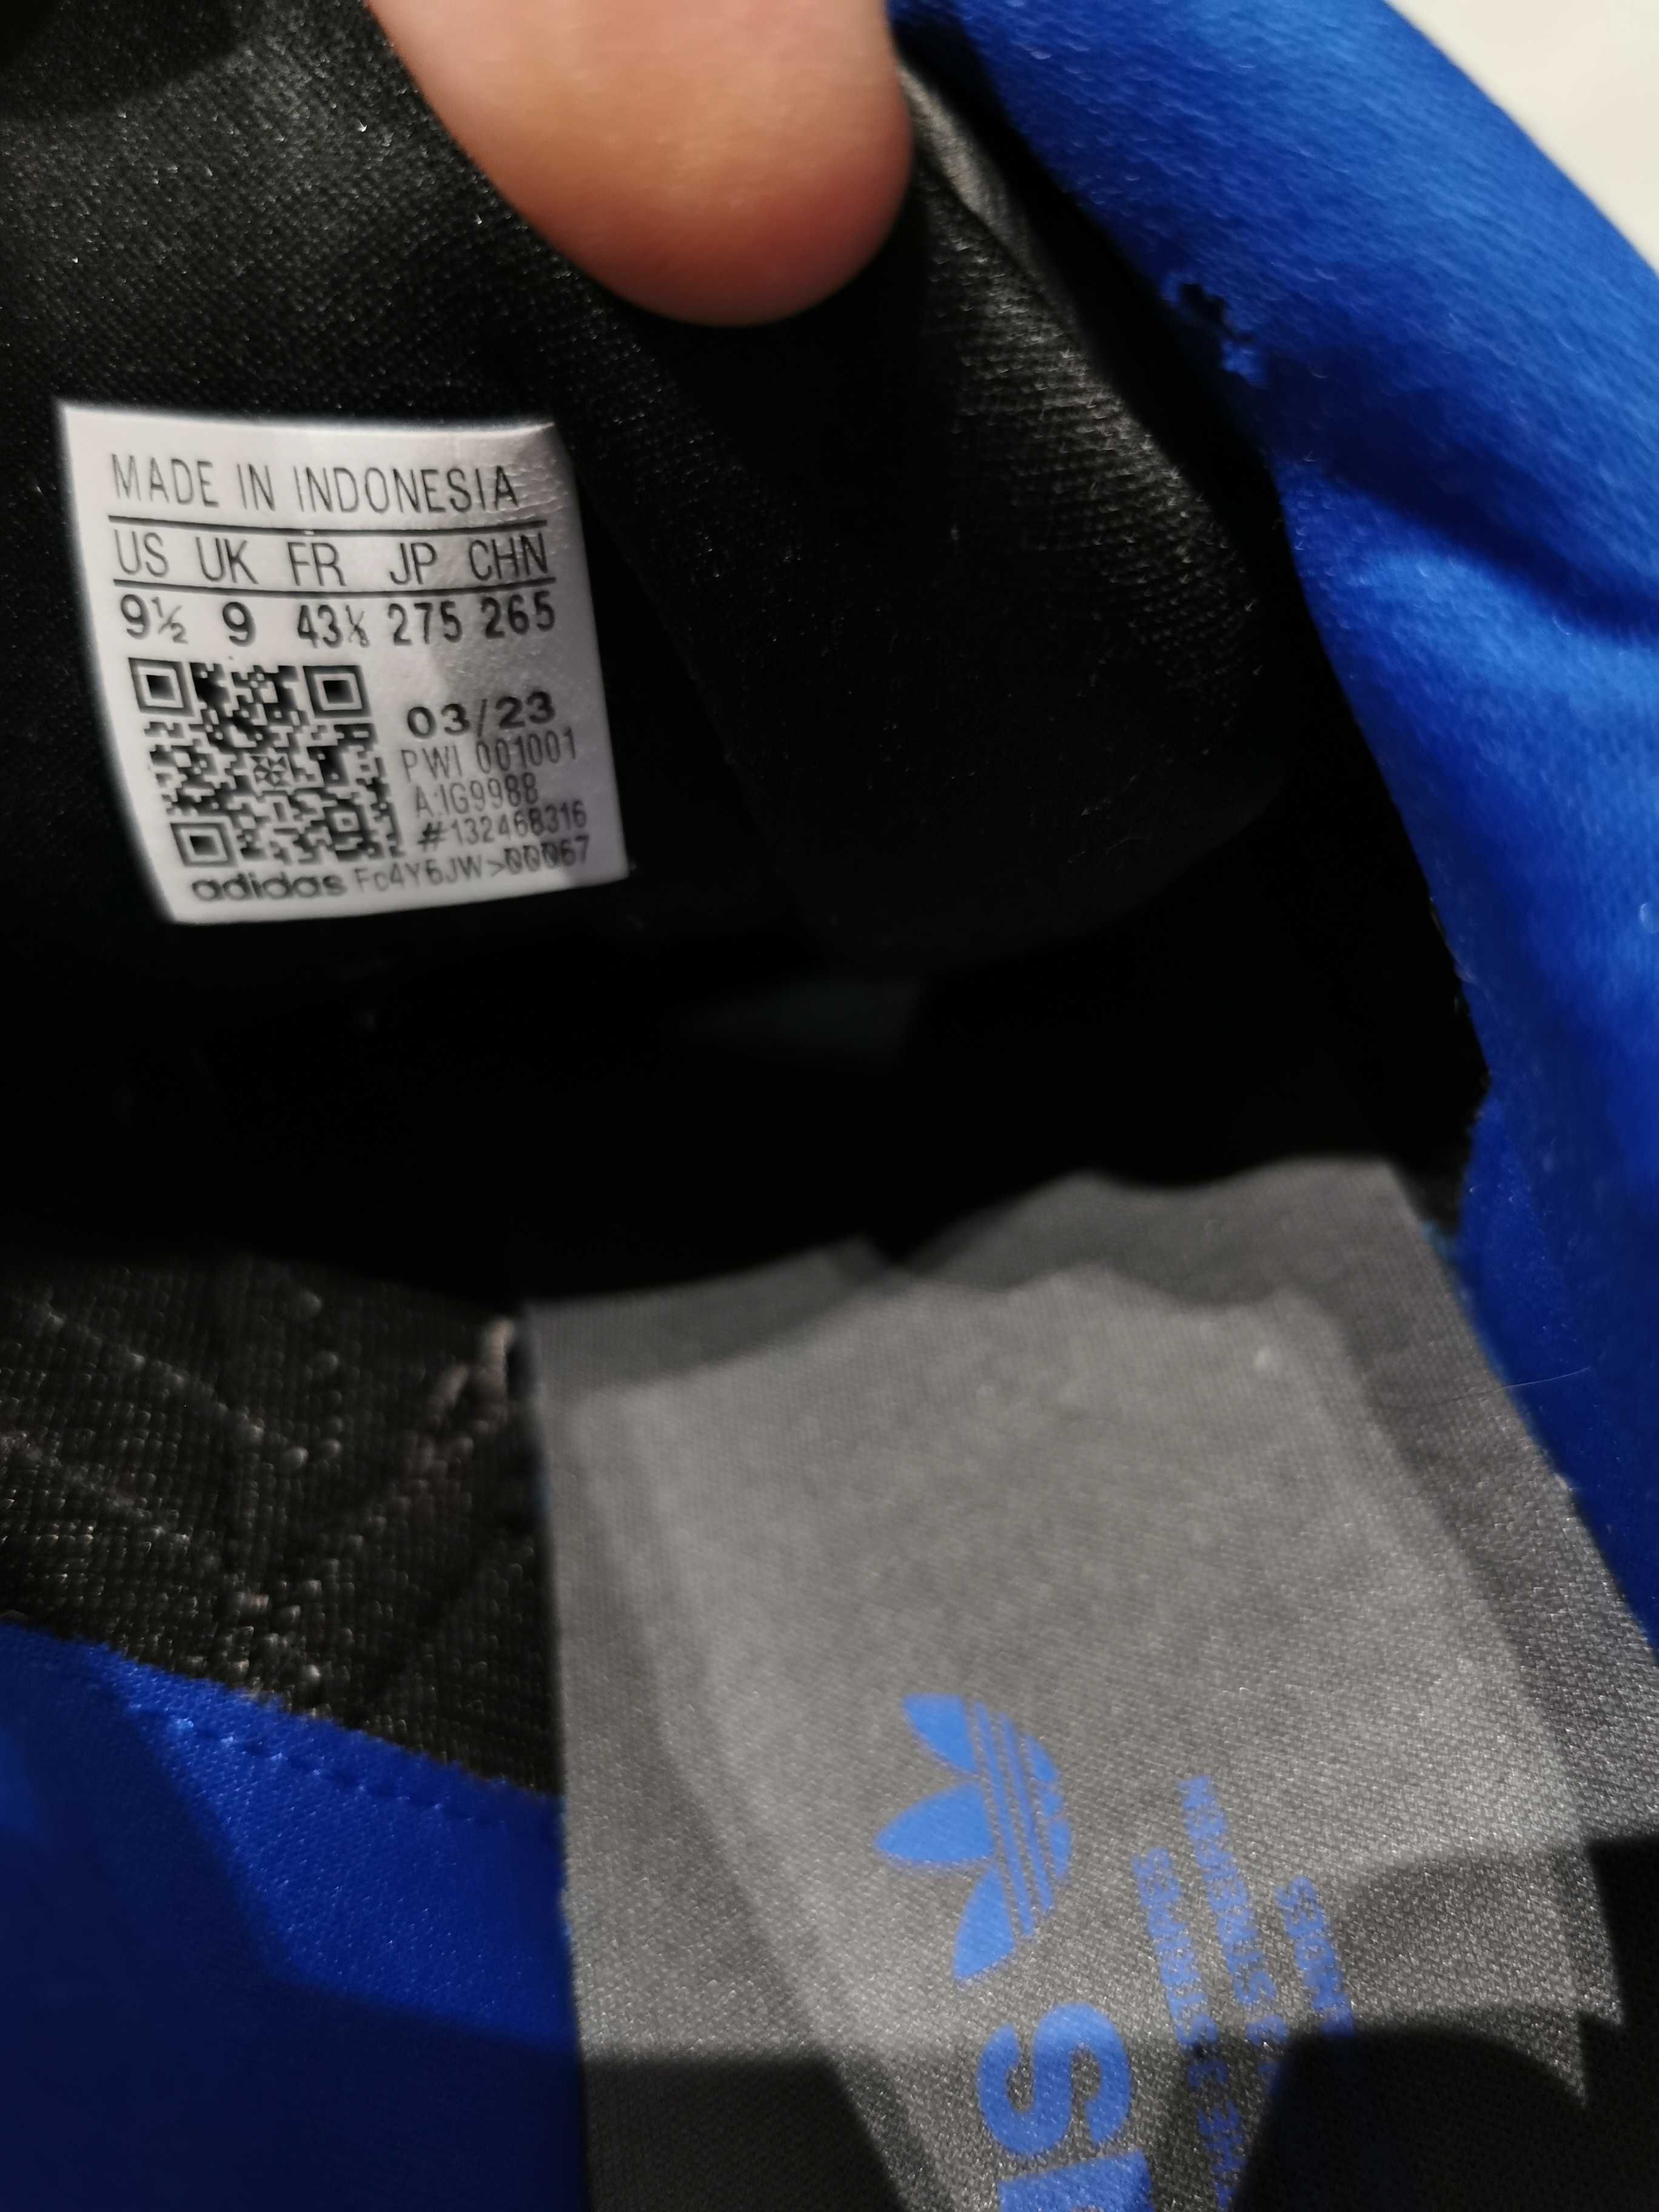 MADE IN INDONESIA
US UK FR JP CHN
9½ 9 43⅓ 275 265
03/23
PWI 001001
A:IG9988
#132468316
adidas Fc4Y6JW>00067